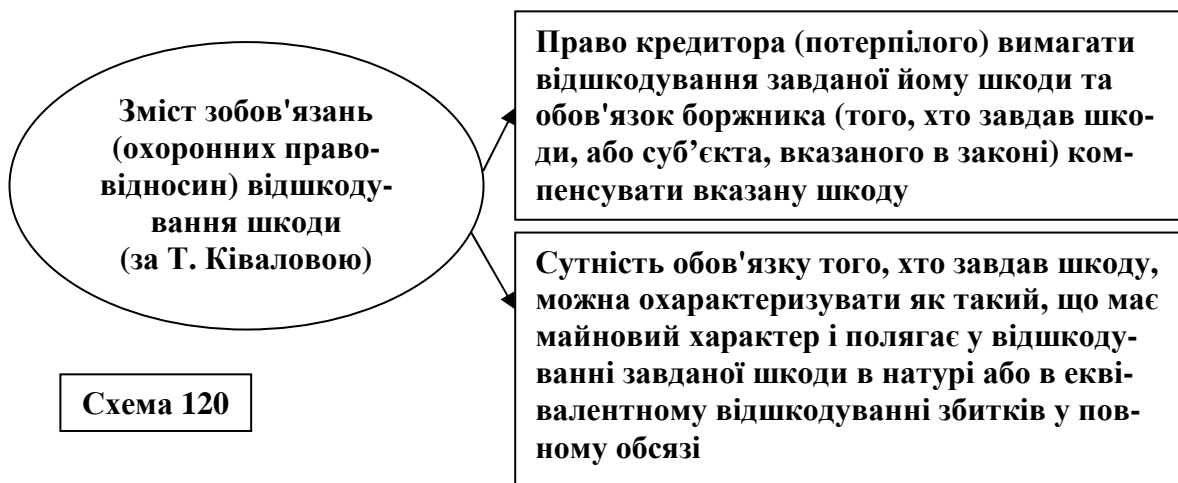 Зміст зобов'язань
(охоронних право-
відносин) відшкоду-
вання шкоди
(за Т. Ківаловою)
Право кредитора (потерпілого) вимагати
відшкодування завданої йому шкоди та
обов'язок боржника (того, хто завдав шко-
ди, або суб’єкта, вказаного в законі) ком-
пенсувати вказану шкоду
Сутність обов'язку того, хто завдав шкоду,
можна охарактеризувати як такий, що має
майновий характер і полягає у відшкоду-
ванні завданої шкоди в натурі або в екві-
валентному відшкодуванні збитків у пов-
ному обсязі
Схема 120